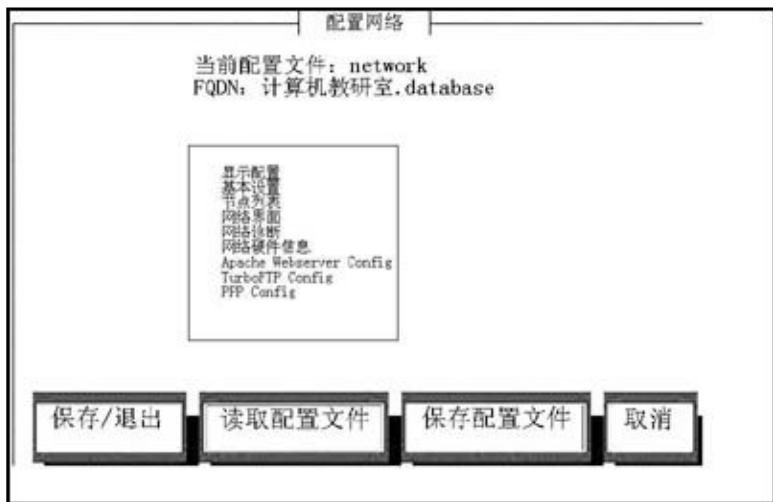 配置网络
当前配置文件：network
FQDN：计算机教研室.database
显示配置
基本设置
节点列表
网络界面
网络诊断
网络硬件信息
Apache Webserver Config
TurboFTP Config
PPP Config
保存/退出 读取配置文件 保存配置文件 取消